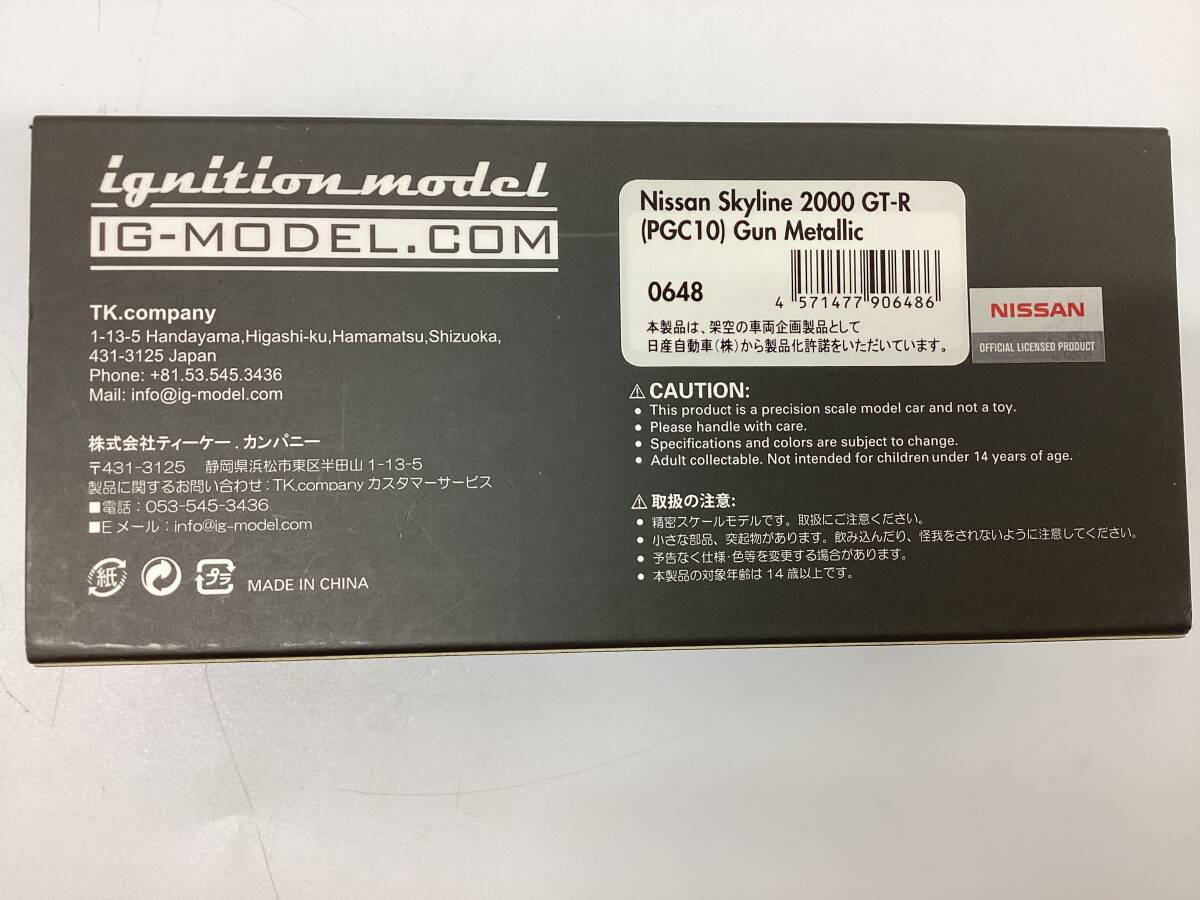 ignition model
IG-MODEL.COM
TK.company
1-13-5 Handayama,Higashi-ku,Hamamatsu,Shizuoka,
431-3125 Japan
Phone: +81.53.545.3436
Mail: info@ig-model.com
株式会社ティーケー.カンパニー
〒431-3125 静岡県浜松市東区半田山1-13-5
製品に関するお問い合わせ:TK.company カスタマーサービス
■電話:053-545-3436
■Eメール:info@ig-model.com
紙 プラ MADE IN CHINA
Nissan Skyline 2000 GT-R
(PGC10) Gun Metallic
0648
4 571477 906486
本製品は、架空の車両企画製品として
日産自動車(株)から製品化許諾をいただいています。
NISSAN
OFFICIAL LICENSED PRODUCT
⚠CAUTION:
● This product is a precision scale model car and not a toy.
● Please handle with care.
● Specifications and colors are subject to change.
● Adult collectable. Not intended for children under 14 years of age.
⚠取扱の注意:
● 精密スケールモデルです。取扱にご注意ください。
● 小さな部品、突起物があります。飲み込んだり、怪我をされないように注意してください。
● 予告なく仕様・色等を変更する場合があります。
● 本製品の対象年齢は14歳以上です。